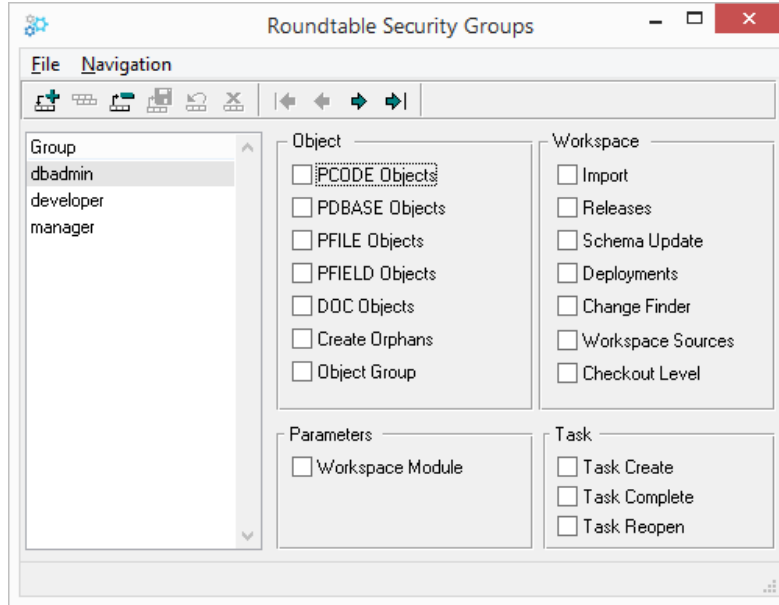 Roundtable Security Groups
File Navigation
Group
dbadmin
developer
manager
Object
PCODE Objects
PDBASE Objects
PFILE Objects
PFIELD Objects
DOC Objects
Create Orphans
Object Group
Workspace
Import
Releases
Schema Update
Deployments
Change Finder
Workspace Sources
Checkout Level
Parameters
Workspace Module
Task
Task Create
Task Complete
Task Reopen